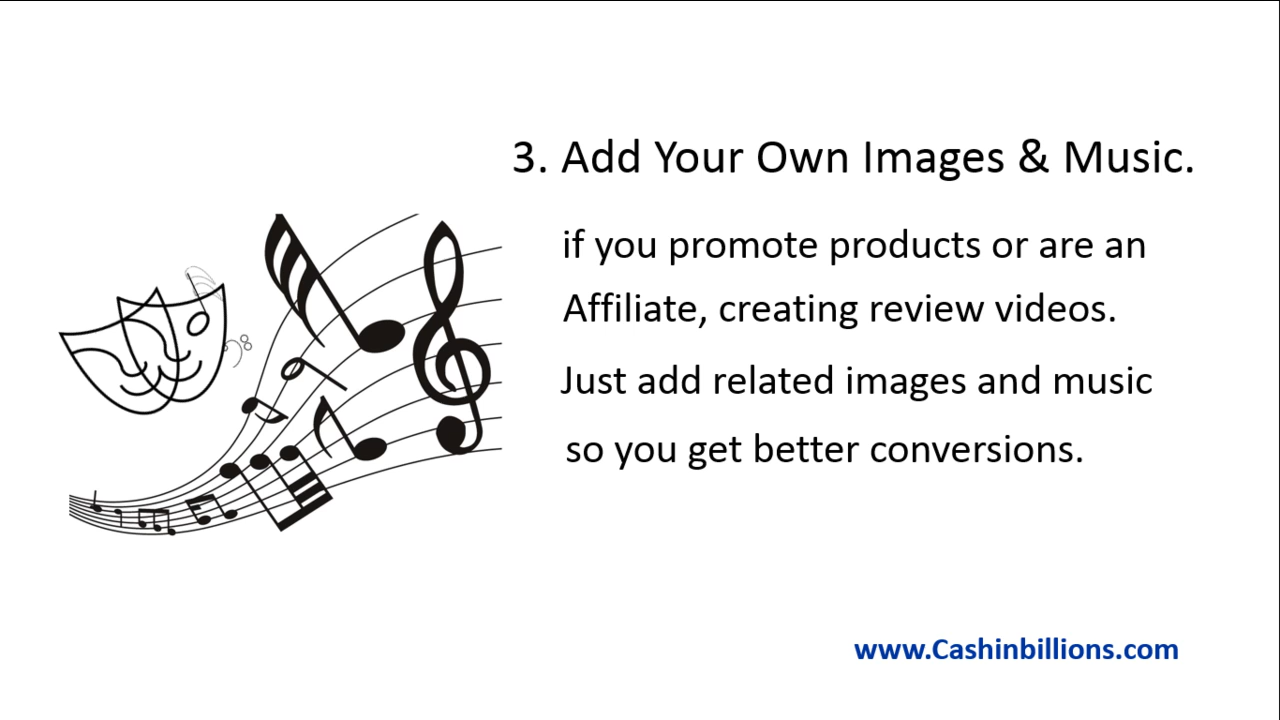 3. Add Your Own Images & Music.
if you promote products or are an
Affiliate, creating review videos.
Just add related images and music
so you get better conversions.
www.Cashinbillions.com